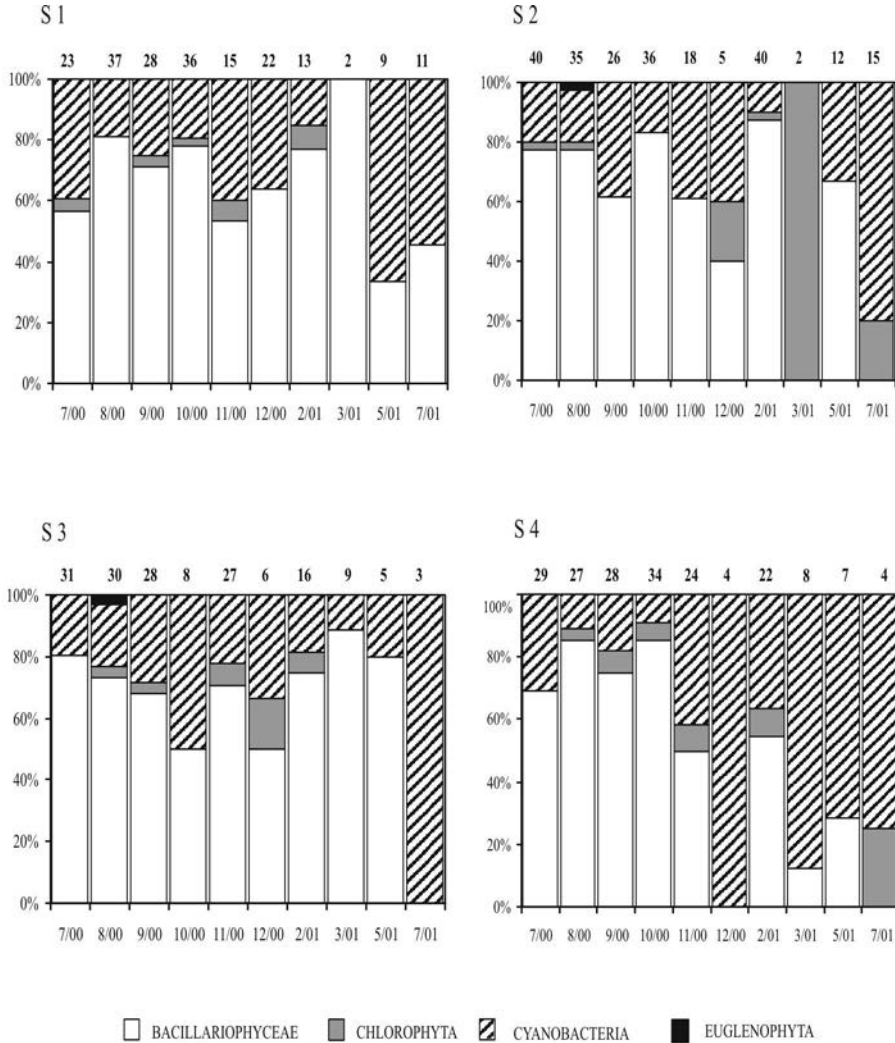 S 1
23 37 28 36 15 22 13 2 9 11
100%
80%
60%
40%
20%
0%
7/00 8/00 9/00 10/00 11/00 12/00 2/01 3/01 5/01 7/01
S 2
40 35 26 36 18 5 40 2 12 15
100%
80%
60%
40%
20%
0%
7/00 8/00 9/00 10/00 11/00 12/00 2/01 3/01 5/01 7/01
S 3
31 30 28 8 27 6 16 9 5 3
100%
80%
60%
40%
20%
0%
7/00 8/00 9/00 10/00 11/00 12/00 2/01 3/01 5/01 7/01
S 4
29 27 28 34 24 4 22 8 7 4
100%
80%
60%
40%
20%
0%
7/00 8/00 9/00 10/00 11/00 12/00 2/01 3/01 5/01 7/01
BACILLARIOPHYCEAE CHLOROPHYTA CYANOBACTERIA EUGLENOPHYTA